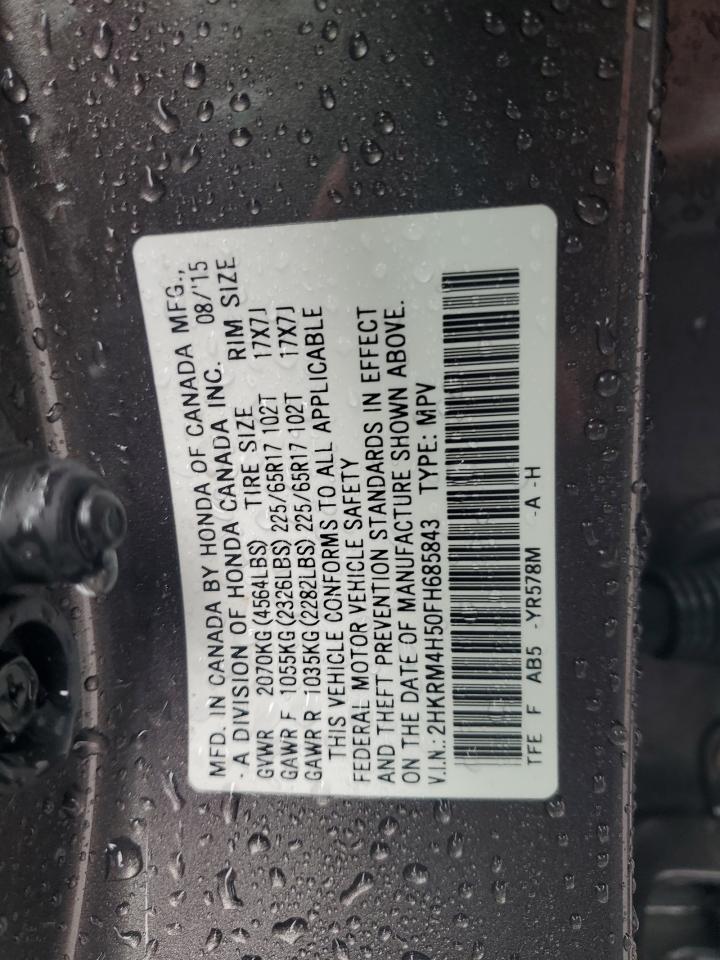 MFD. IN CANADA BY HONDA OF CANADA MFG.,
A DIVISION OF HONDA CANADA INC. 08/'15
TIRE SIZE RIM SIZE
GVWR 2070KG(4564LBS)
GAWR F 1055KG(2326LBS) 225/65R17 102T 17X7J
GAWR R 1035KG(2282LBS) 225/65R17 102T 17X7J
THIS VEHICLE CONFORMS TO ALL APPLICABLE
FEDERAL MOTOR VEHICLE SAFETY
AND THEFT PREVENTION STANDARDS IN EFFECT
ON THE DATE OF MANUFACTURE SHOWN ABOVE.
V.I.N.:2HKRM4H50FH685843 TYPE: MPV
TFE F AB5 -YR578M -A -H